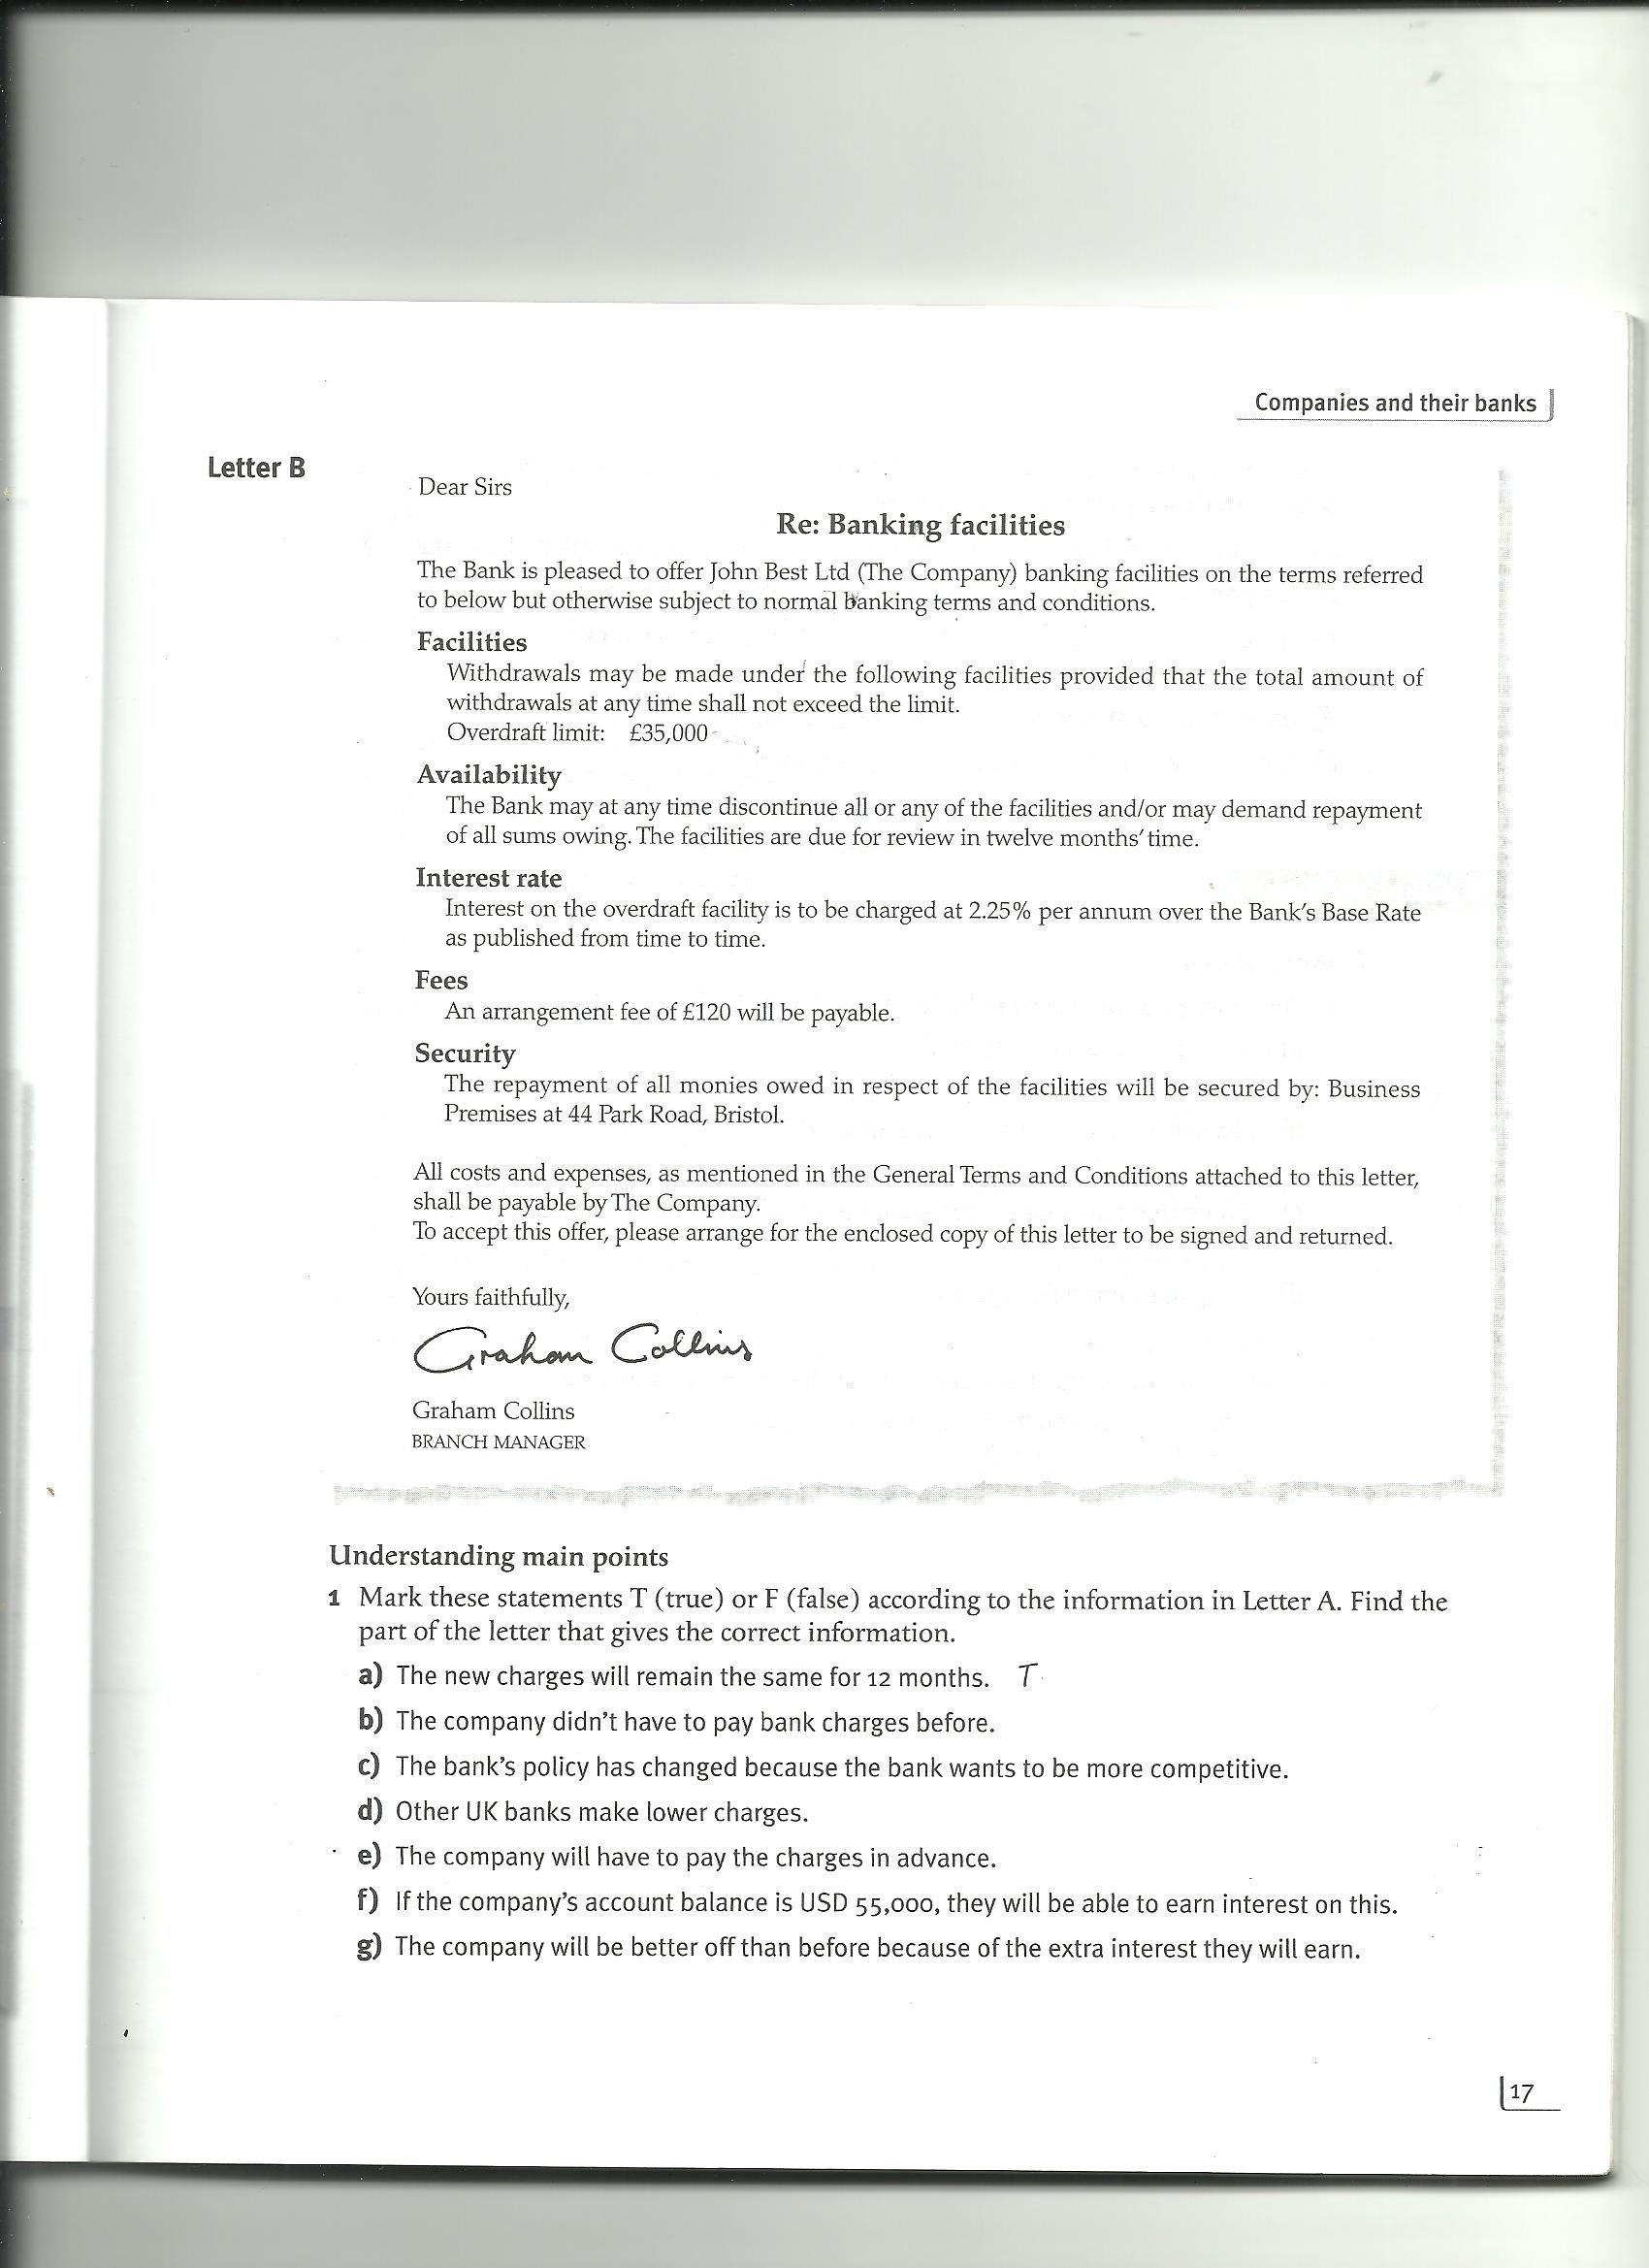 Companies and their banks
Letter B
Dear Sirs
Re: Banking facilities
The Bank is pleased to offer John Best Ltd (The Company) banking facilities on the terms referred
to below but otherwise subject to normal banking terms and conditions.
Facilities
Withdrawals may be made under the following facilities provided that the total amount of
withdrawals at any time shall not exceed the limit.
Overdraft limit: £35,000
Availability
The Bank may at any time discontinue all or any of the facilities and/or may demand repayment
of all sums owing. The facilities are due for review in twelve months' time.
Interest rate
Interest on the overdraft facility is to be charged at 2.25% per annum over the Bank's Base Rate
as published from time to time.
Fees
An arrangement fee of £120 will be payable.
Security
The repayment of all monies owed in respect of the facilities will be secured by: Business
Premises at 44 Park Road, Bristol.
All costs and expenses, as mentioned in the General Terms and Conditions attached to this letter,
shall be payable by The Company.
To accept this offer, please arrange for the enclosed copy of this letter to be signed and returned.
Yours faithfully,
Graham Collins
Graham Collins
BRANCH MANAGER
Understanding main points
1 Mark these statements T (true) or F (false) according to the information in Letter A. Find the
part of the letter that gives the correct information.
a) The new charges will remain the same for 12 months. T
b) The company didn't have to pay bank charges before.
c) The bank's policy has changed because the bank wants to be more competitive.
d) Other UK banks make lower charges.
e) The company will have to pay the charges in advance.
f) If the company's account balance is USD 55,000, they will be able to earn interest on this.
g) The company will be better off than before because of the extra interest they will earn.
17